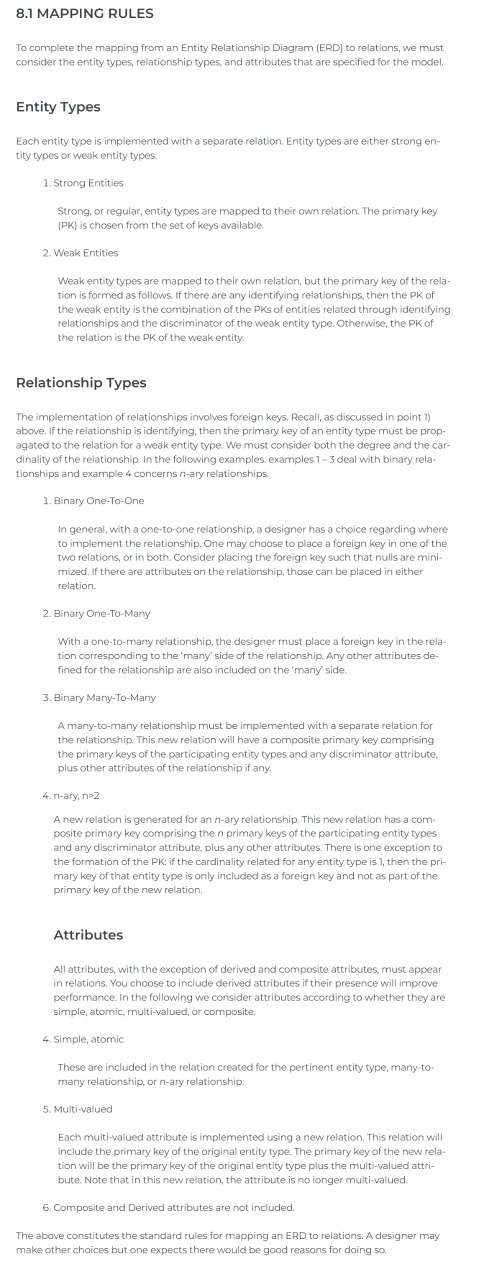 8.1 MAPPING RULES
To complete the mapping from an Entity Relationship Diagram (ERD) to relations, we must
consider the entity types, relationship types, and attributes that are specified for the model.
Entity Types
Each entity type is implemented with a separate relation. Entity types are either strong en-
tity types or weak entity types.
1. Strong Entities
Strong, or regular, entity types are mapped to their own relation. The primary key
(PK) is chosen from the set of keys available.
2. Weak Entities
Weak entity types are mapped to their own relation, but the primary key of the rela-
tion is formed as follows. If there are any identifying relationships, then the PK of
the weak entity is the combination of the PKs of entities related through identifying
relationships and the discriminator of the weak entity type. Otherwise, the PK of
the relation is the PK of the weak entity.
Relationship Types
The implementation of relationships involves foreign keys. Recall, as discussed in point 1)
above. If the relationship is identifying, then the primary key of an entity type must be prop-
agated to the relation for a weak entity type. We must consider both the degree and the car-
dinality of the relationship. In the following examples. examples 1 – 3 deal with binary rela-
tionships and example 4 concerns n-ary relationships.
1. Binary One-To-One
In general, with a one-to-one relationship, a designer has a choice regarding where
to implement the relationship. One may choose to place a foreign key in one of the
two relations, or in both. Consider placing the foreign key such that nulls are mini-
mized. If there are attributes on the relationship, those can be placed in either
relation.
2. Binary One-To-Many
With a one-to-many relationship, the designer must place a foreign key in the rela-
tion corresponding to the 'many' side of the relationship. Any other attributes de-
fined for the relationship are also included on the 'many' side.
3. Binary Many-To-Many
A many-to-many relationship must be implemented with a separate relation for
the relationship. This new relation will have a composite primary key comprising
the primary keys of the participating entity types and any discriminator attribute,
plus other attributes of the relationship if any.
4. n-ary, n>2
A new relation is generated for an n-ary relationship. This new relation has a com-
posite primary key comprising the n primary keys of the participating entity types
and any discriminator attribute, plus any other attributes. There is one exception to
the formation of the PK: if the cardinality related for any entity type is 1, then the pri-
mary key of that entity type is only included as a foreign key and not as part of the
primary key of the new relation.
Attributes
All attributes, with the exception of derived and composite attributes, must appear
in relations. You choose to include derived attributes if their presence will improve
performance. In the following we consider attributes according to whether they are
simple, atomic, multi-valued, or composite.
4. Simple, atomic
These are included in the relation created for the pertinent entity type, many-to-
many relationship, or n-ary relationship.
5. Multi-valued
Each multi-valued attribute is implemented using a new relation. This relation will
include the primary key of the original entity type. The primary key of the new rela-
tion will be the primary key of the original entity type plus the multi-valued attri-
bute. Note that in this new relation, the attribute is no longer multi-valued.
6. Composite and Derived attributes are not included.
The above constitutes the standard rules for mapping an ERD to relations. A designer may
make other choices but one expects there would be good reasons for doing so.